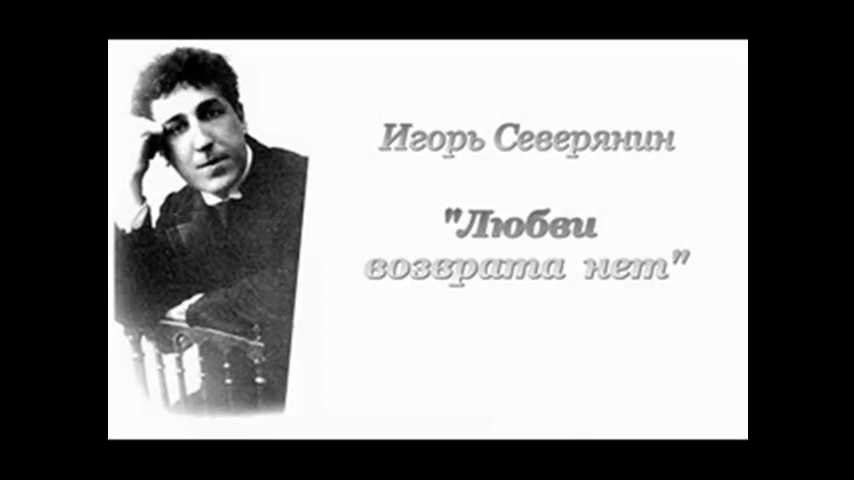 Игорь Северянин
"Любви
возврата нет"